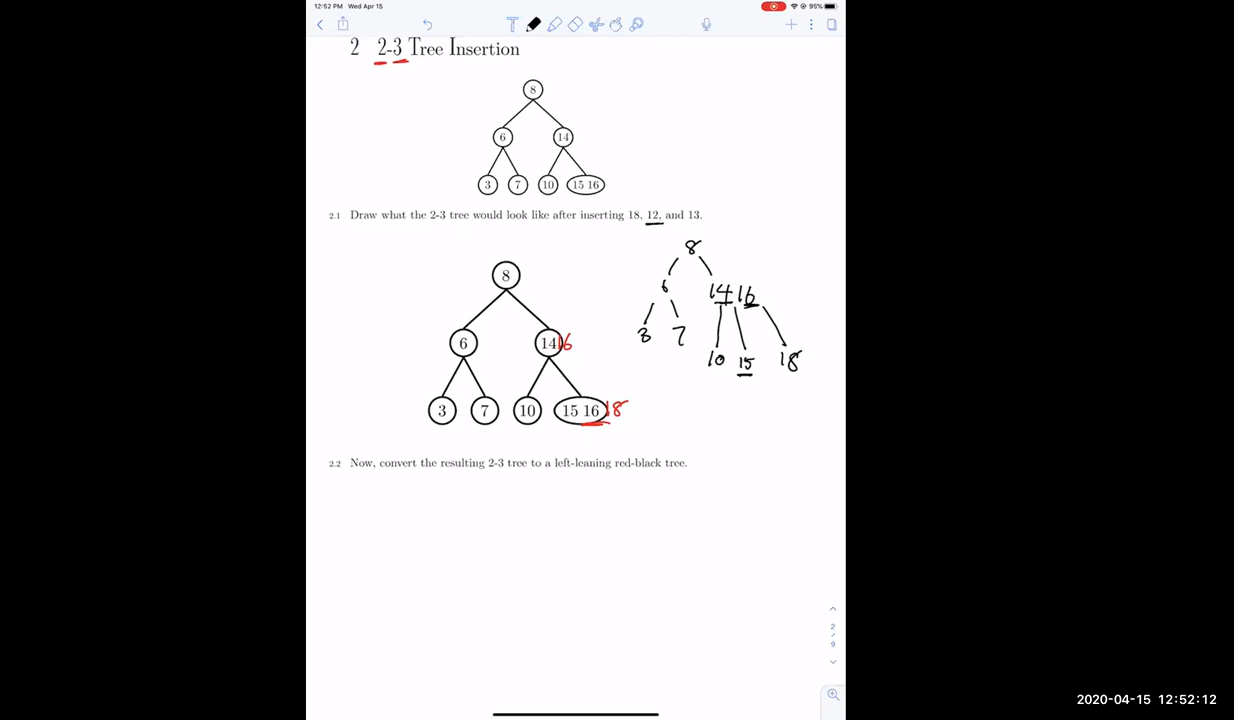 12:52 PM Wed Apr 15
95%
2 2-3 Tree Insertion
8
6 14
3 7 10 15 16
2.1 Draw what the 2-3 tree would look like after inserting 18, 12, and 13.
8
6 14 16
3 7 10 15 16 18
8
6 14 16
3 7 10 15 18
2.2 Now, convert the resulting 2-3 tree to a left-leaning red-black tree.
2
/
9
2020-04-15 12:52:12